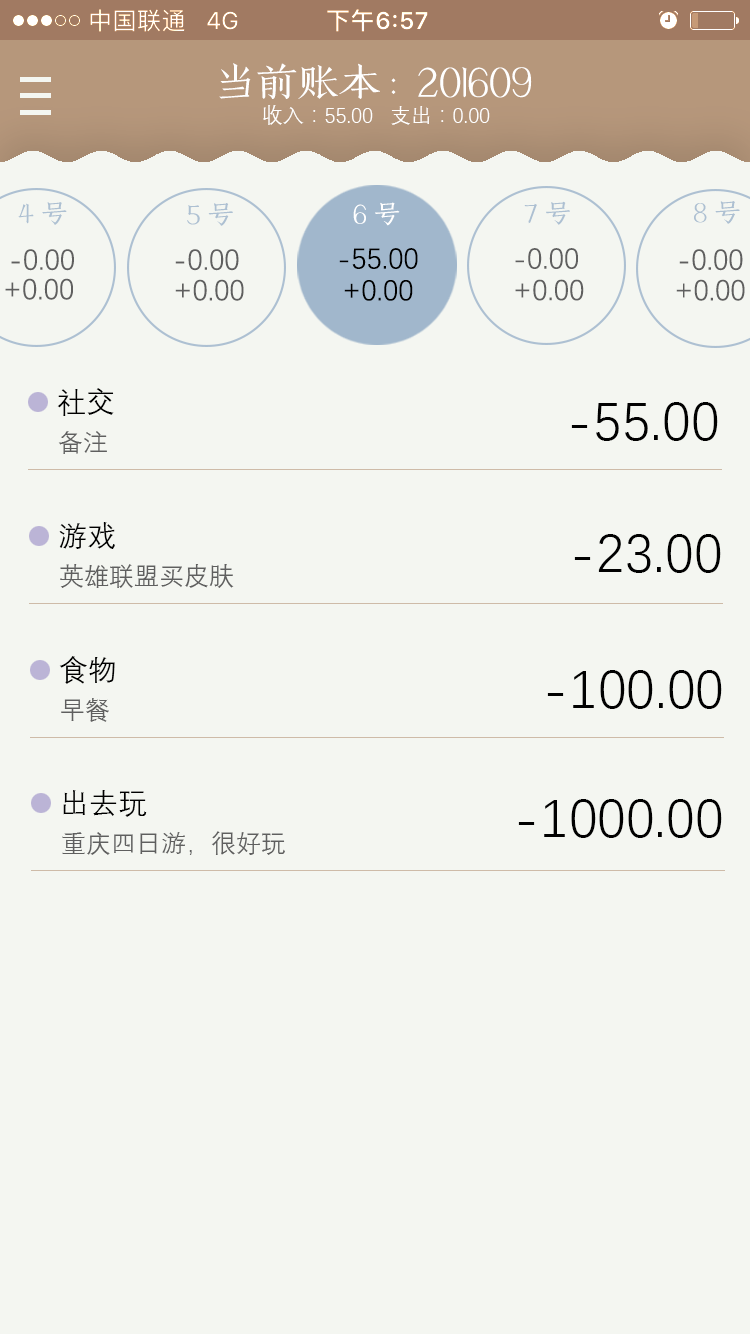 中国联通 4G 下午6:57
当前账本：201609
收入：55.00 支出：0.00
4号 5号 6号 7号 8号
-0.00 -0.00 -55.00 -0.00 -0.00
+0.00 +0.00 +0.00 +0.00 +0.00
社交 -55.00
备注
游戏 -23.00
英雄联盟买皮肤
食物 -100.00
早餐
出去玩 -1000.00
重庆四日游，很好玩